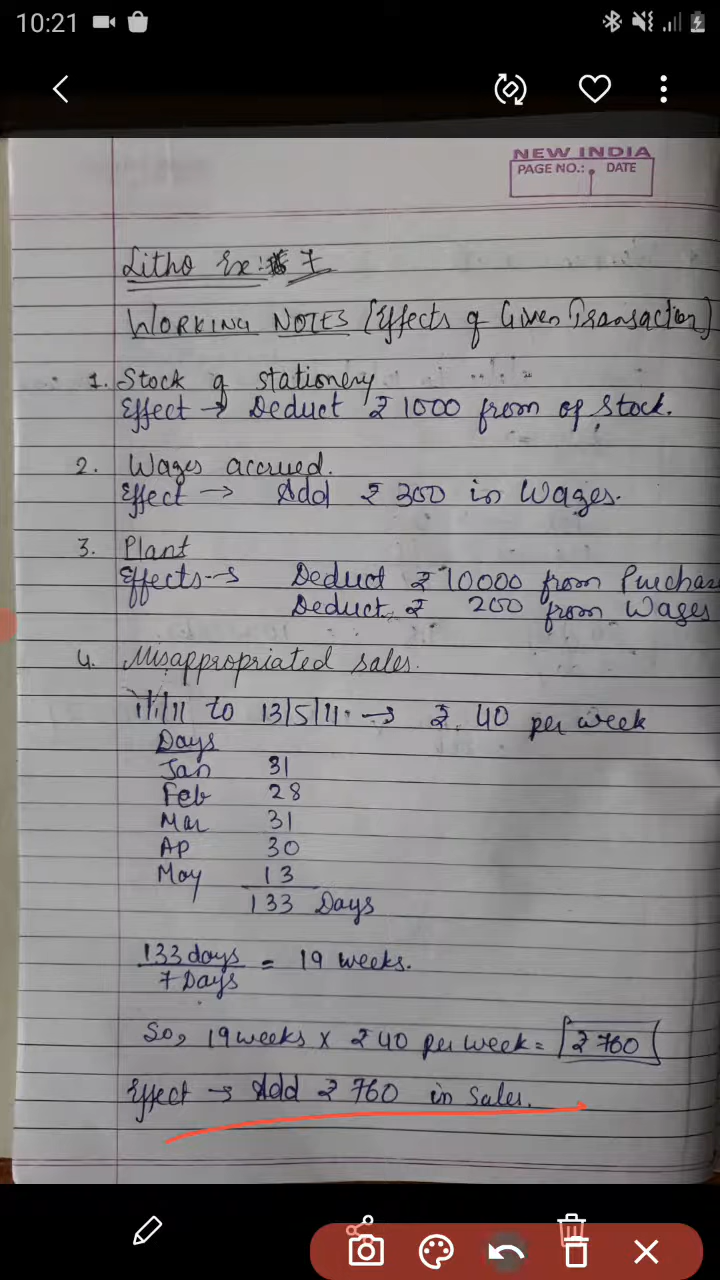 10:21
NEW INDIA
PAGE NO.: DATE
Litho Ex: 7
WORKING NOTES [Effects of Given Transaction]
1. Stock of stationery
Effect → Deduct ₹ 1000 from op stock.
2. Wages accrued.
Effect → Add ₹ 300 in Wages.
3. Plant
Effects → Deduct ₹ 10000 from Purchas
Deduct ₹ 200 from Wages
4. Misappropriated sales.
1/1/11 to 13/5/11 → ₹ 40 per week
Days
Jan 31
Feb 28
Mar 31
AP 30
May 13
133 Days
133 days
7 Days
= 19 weeks.
So, 19 weeks x ₹ 40 per week = ₹ 760
Effect → Add ₹ 760 in Sales.